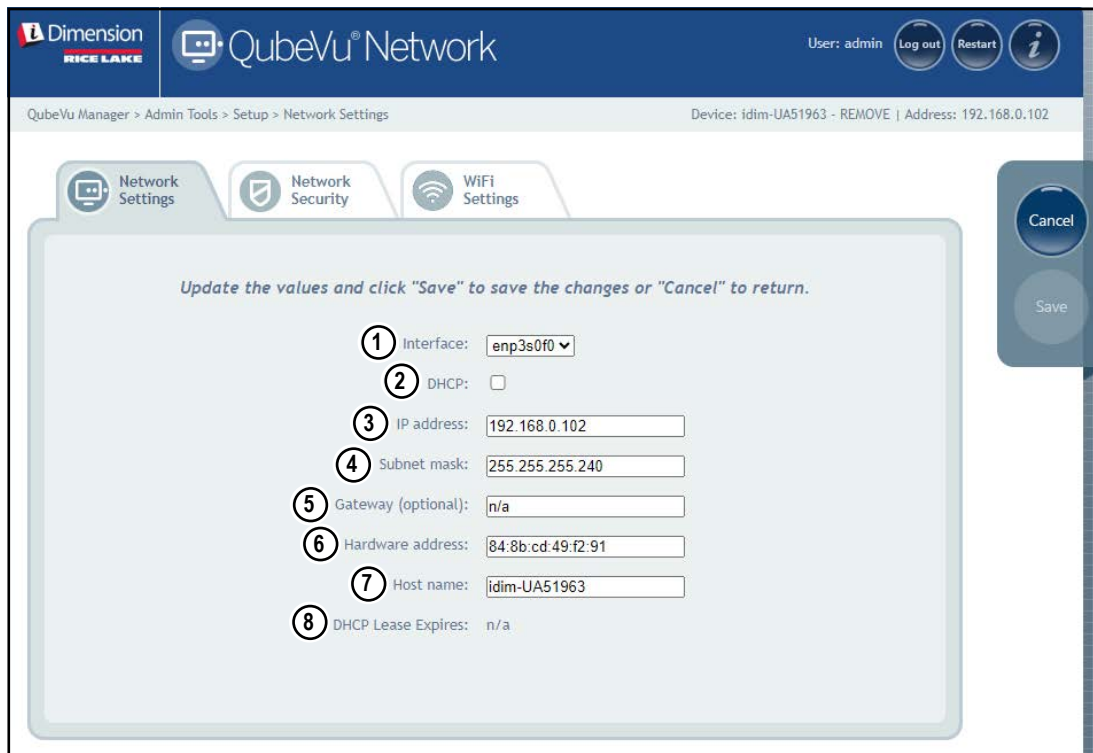 i Dimension
RICE LAKE
QubeVu® Network
User: admin
Log out
Restart
i
QubeVu Manager > Admin Tools > Setup > Network Settings
Device: idim-UA51963 - REMOVE | Address: 192.168.0.102
Network
Settings
Network
Security
WiFi
Settings
Cancel
Save
Update the values and click "Save" to save the changes or "Cancel" to return.
1 Interface: enp3s0f0
2 DHCP:
3 IP address: 192.168.0.102
4 Subnet mask: 255.255.255.240
5 Gateway (optional): n/a
6 Hardware address: 84:8b:cd:49:f2:91
7 Host name: idim-UA51963
8 DHCP Lease Expires: n/a